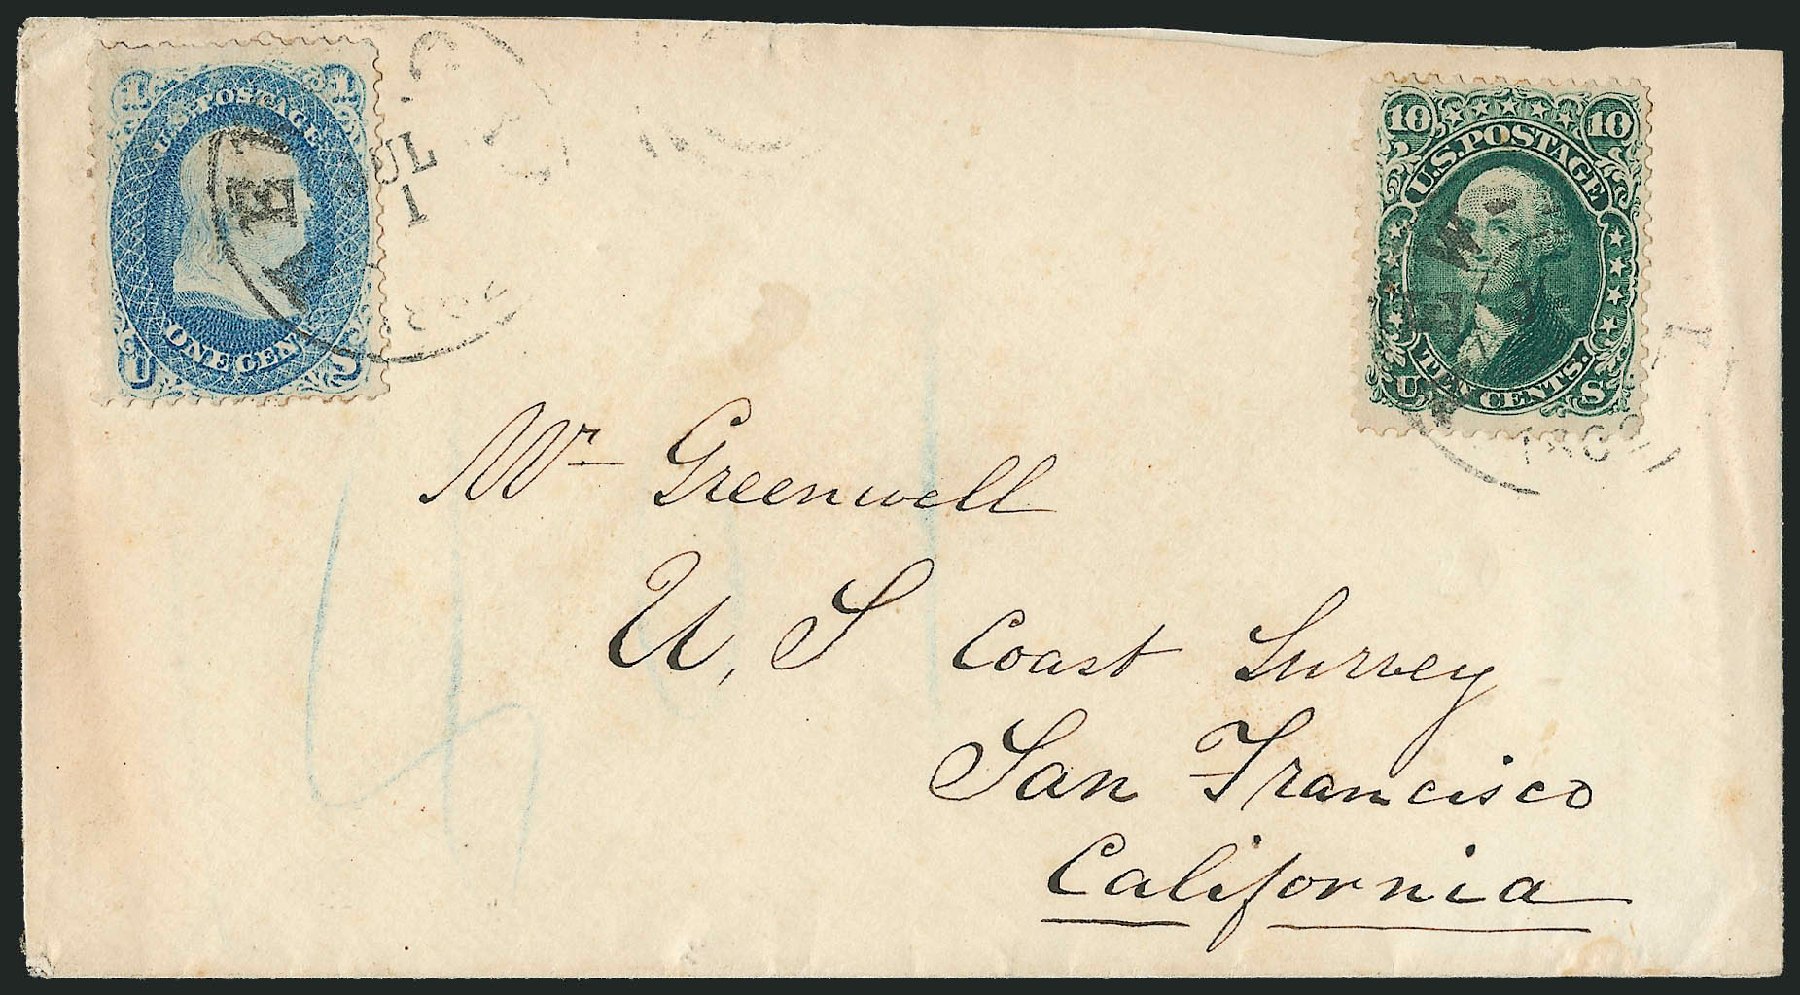 1 1
U.S. POSTAGE
ONE CENT
U S
JUL
1
10 10
U.S. POSTAGE
TEN CENTS.
U S
Mr Greenwell
U, S Coast Survey
San Francisco
California